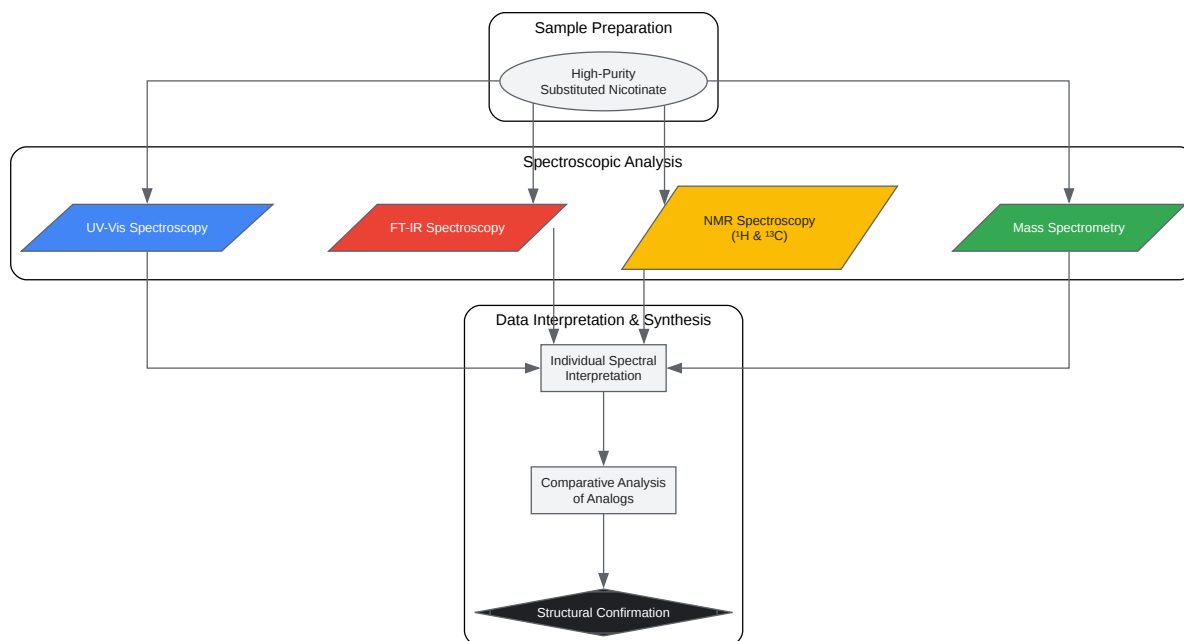 Sample Preparation
High-Purity
Substituted Nicotinate
Spectroscopic Analysis
UV-Vis Spectroscopy
FT-IR Spectroscopy
NMR Spectroscopy
(¹H & ¹³C)
Mass Spectrometry
Data Interpretation & Synthesis
Individual Spectral
Interpretation
Comparative Analysis
of Analogs
Structural Confirmation